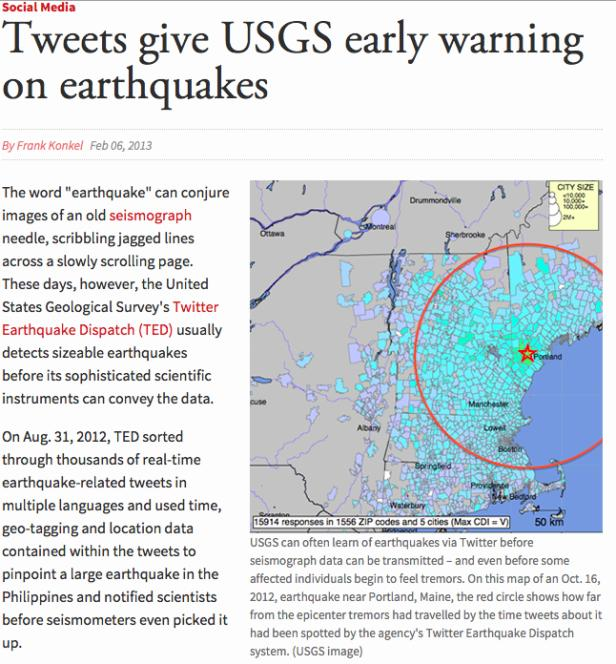 Social Media
Tweets give USGS early warning
on earthquakes
By Frank Konkel Feb 06, 2013
The word "earthquake" can conjure
images of an old seismograph
needle, scribbling jagged lines
across a slowly scrolling page.
These days, however, the United
States Geological Survey's Twitter
Earthquake Dispatch (TED) usually
detects sizeable earthquakes
before its sophisticated scientific
instruments can convey the data.
On Aug. 31, 2012, TED sorted
through thousands of real-time
earthquake-related tweets in
multiple languages and used time,
geo-tagging and location data
contained within the tweets to
pinpoint a large earthquake in the
Philippines and notified scientists
before seismometers even picked it
up.
CITY SIZE
<10,000
10,000+
100,000+
2M+
Drummondville
Ottawa
Montreal
Sherbrooke
Portland
cuse
Manchester
Albany
Lowell
Boston
Springfield
Providence
New Bedford
Waterbury
Scranton
Bridgeport
15914 responses in 1556 ZIP codes and 5 cities (Max CDI = V)
50 km
USGS can often learn of earthquakes via Twitter before
seismograph data can be transmitted – and even before some
affected individuals begin to feel tremors. On this map of an Oct. 16,
2012, earthquake near Portland, Maine, the red circle shows how far
from the epicenter tremors had travelled by the time tweets about it
had been spotted by the agency's Twitter Earthquake Dispatch
system. (USGS image)